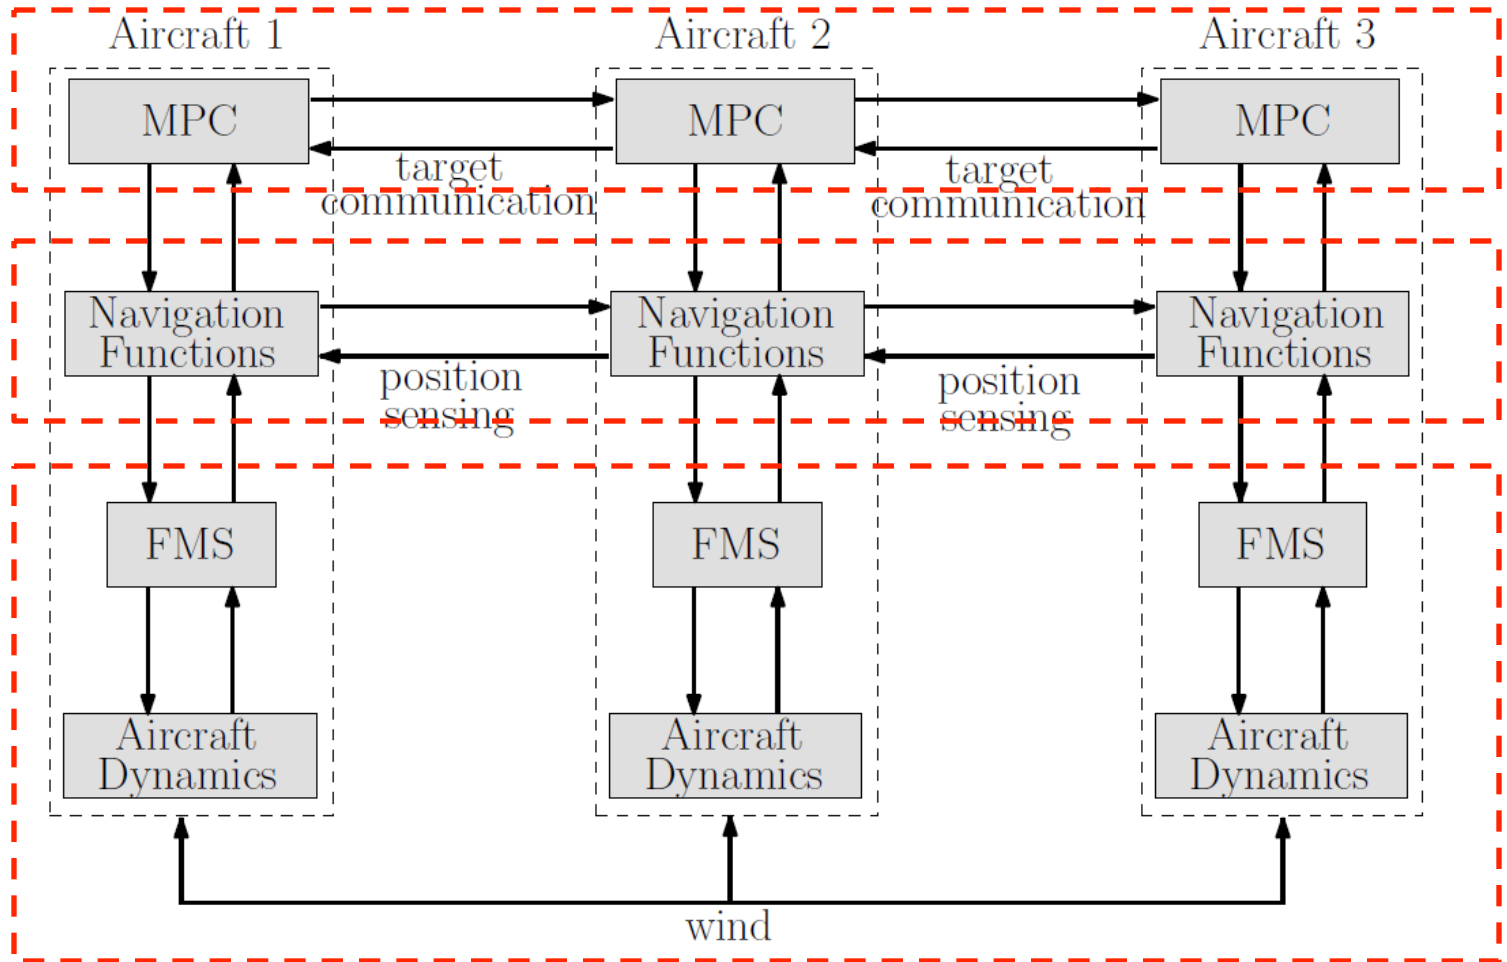 Aircraft 1
Aircraft 2
Aircraft 3
MPC
MPC
MPC
target
communication
target
communication
Navigation
Functions
Navigation
Functions
Navigation
Functions
position
sensing
position
sensing
FMS
FMS
FMS
Aircraft
Dynamics
Aircraft
Dynamics
Aircraft
Dynamics
wind